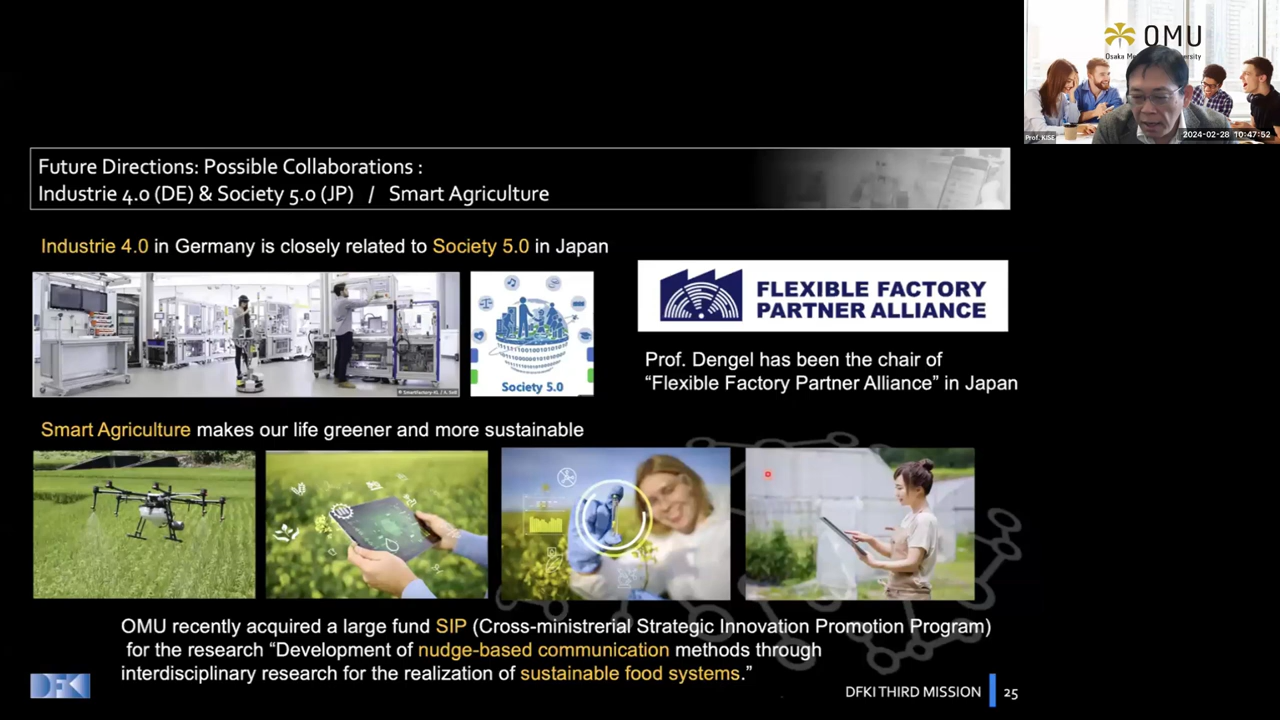 OMU
Osaka Me
ersity
Prof. KISE
2024-02-28 10:47:52
Future Directions: Possible Collaborations :
Industrie 4.0 (DE) & Society 5.0 (JP) / Smart Agriculture
Industrie 4.0 in Germany is closely related to Society 5.0 in Japan
Society 5.0
FLEXIBLE FACTORY
PARTNER ALLIANCE
Prof. Dengel has been the chair of
“Flexible Factory Partner Alliance” in Japan
Smart Agriculture makes our life greener and more sustainable
OMU recently acquired a large fund SIP (Cross-ministrerial Strategic Innovation Promotion Program)
for the research “Development of nudge-based communication methods through
interdisciplinary research for the realization of sustainable food systems.”
DFKI
DFKI THIRD MISSION 25